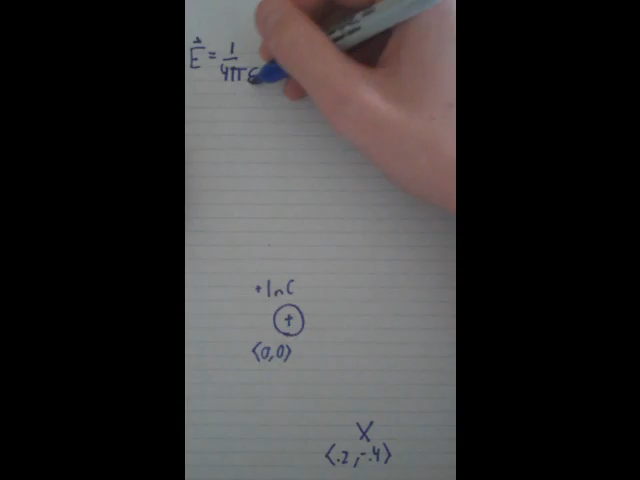 E⃗ = 1/4πε
+1nC
+
<0,0>
X
<.2,-.4>